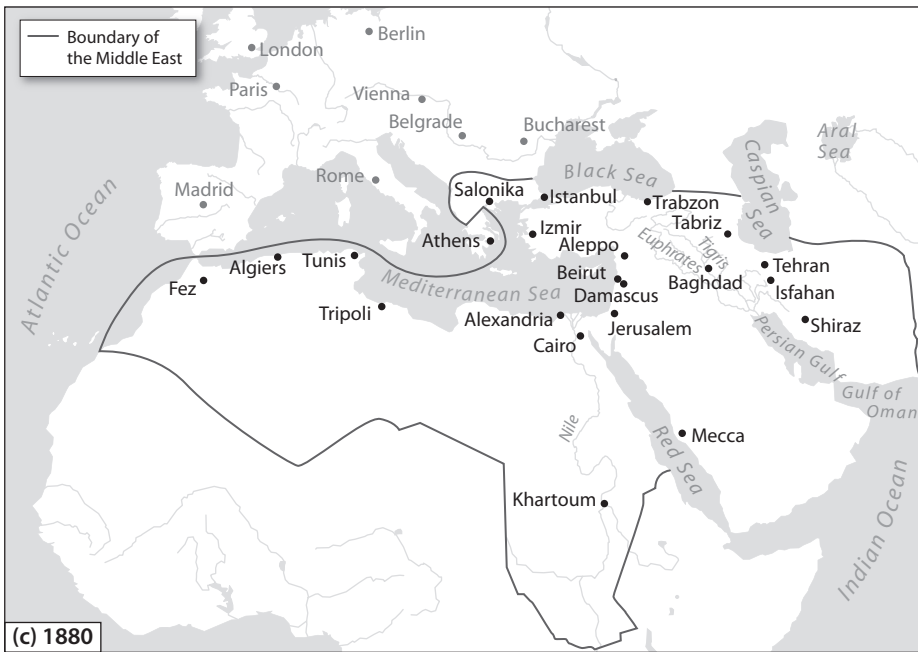 Boundary of
the Middle East
Berlin
London
Paris
Vienna
Belgrade
Bucharest
Aral
Sea
Caspian
Sea
Black Sea
Madrid
Rome
Salonika
Istanbul
Trabzon
Tabriz
Atlantic Ocean
Athens
Izmir
Aleppo
Euphrates
Tigris
Algiers
Tunis
Fez
Mediterranean Sea
Beirut
Damascus
Baghdad
Tehran
Isfahan
Tripoli
Alexandria
Jerusalem
Shiraz
Cairo
Persian Gulf
Gulf of
Oman
Nile
Red Sea
Mecca
Khartoum
Indian Ocean
(c) 1880